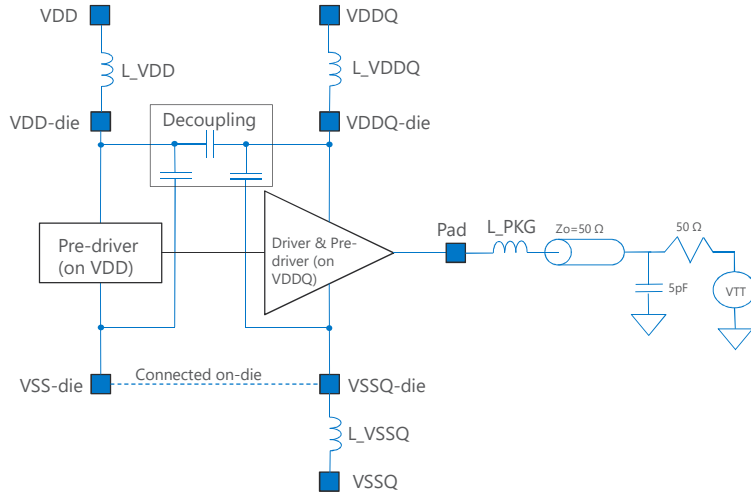 VDD
VDDQ
L_VDD
L_VDDQ
VDD-die
Decoupling
VDDQ-die
Pre-driver
(on VDD)
Driver & Pre-
driver (on
VDDQ)
Pad
L_PKG
Zo=50 Ω
50 Ω
5pF
VTT
VSS-die
Connected on-die
VSSQ-die
L_VSSQ
VSSQ